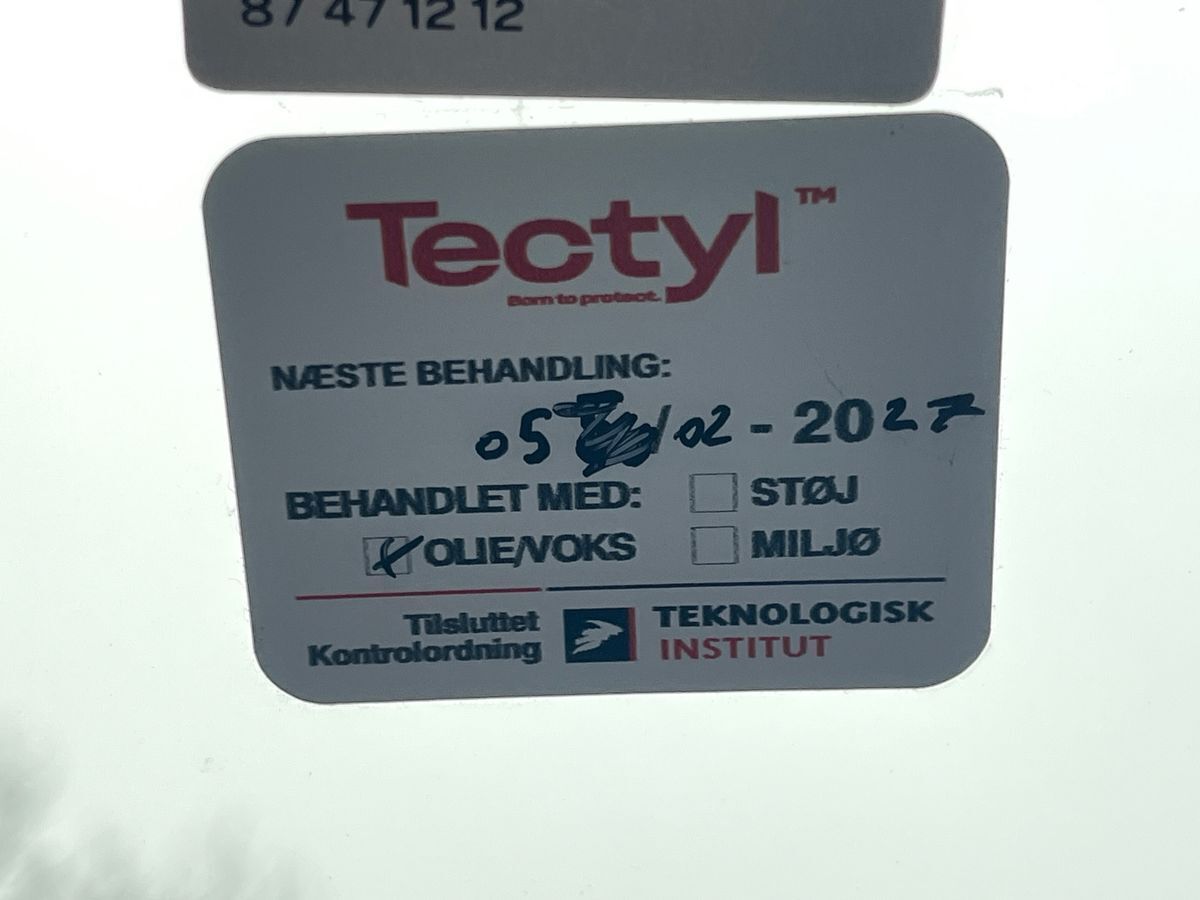 87 47 12 12
Tectyl™
Born to protect.
NÆSTE BEHANDLING:
05 /02 - 2027
BEHANDLET MED: STØJ
OLIE/VOKS MILJØ
Tilsluttet
Kontrolordning
TEKNOLOGISK
INSTITUT